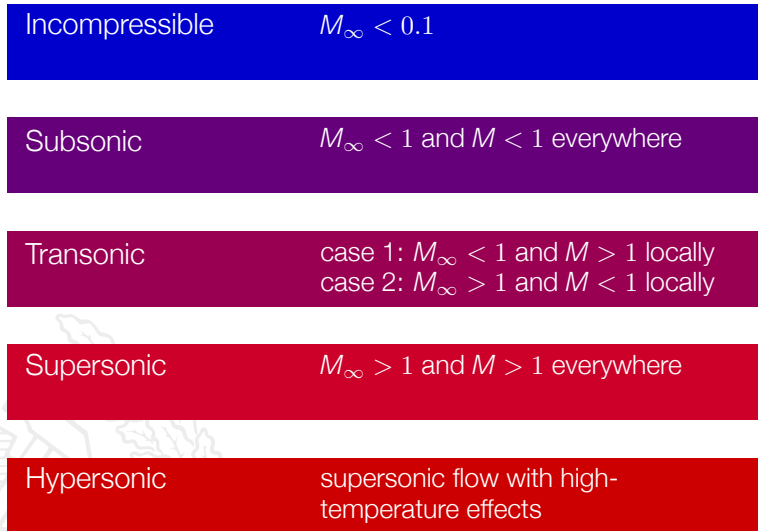 Incompressible M∞ < 0.1
Subsonic M∞ < 1 and M < 1 everywhere
Transonic case 1: M∞ < 1 and M > 1 locally
case 2: M∞ > 1 and M < 1 locally
Supersonic M∞ > 1 and M > 1 everywhere
Hypersonic supersonic flow with high-
temperature effects